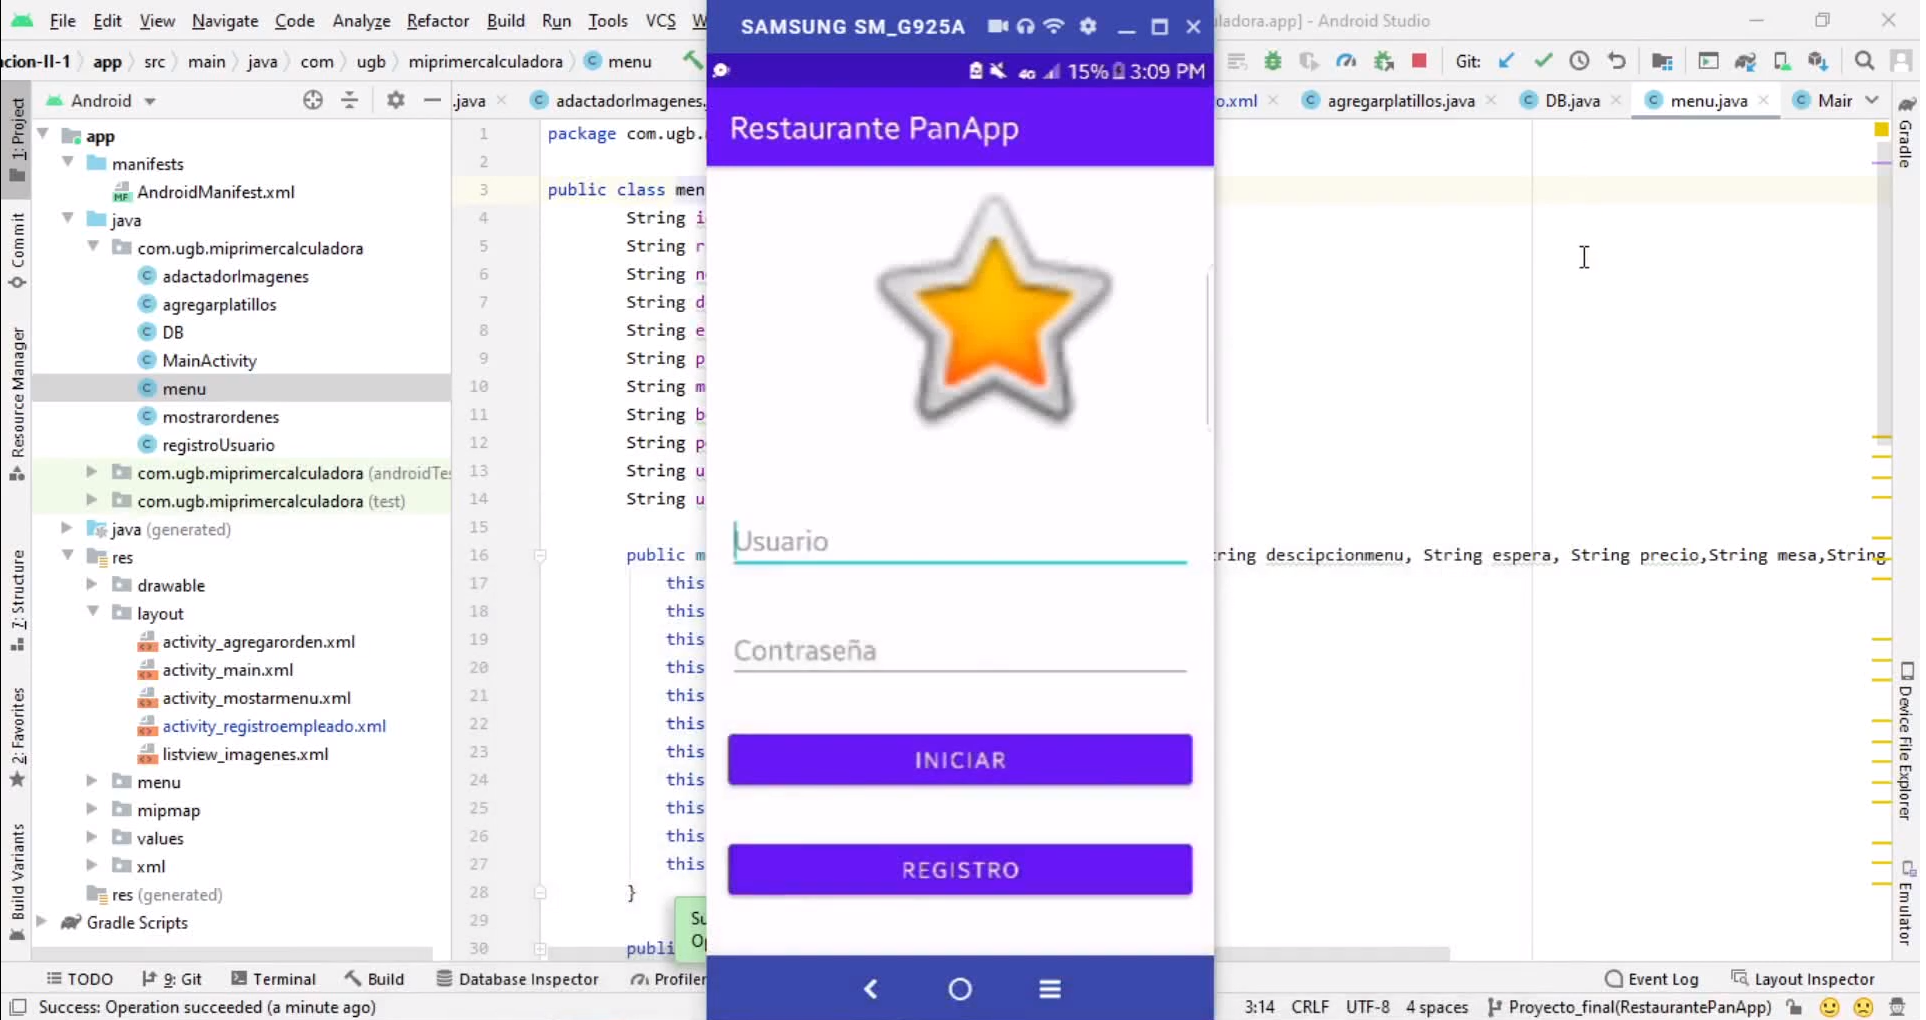 File Edit View Navigate Code Analyze Refactor Build Run Tools VCS W
uladora.app] - Android Studio
SAMSUNG SM_G925A
cion-II-1 app src main java com ugb miprimercalculadora menu
Git:
4G 15% 3:09 PM
Android
.java adactadorImagenes. o.xml agregarplatillos.java DB.java menu.java Mair
Restaurante PanApp
1: Project
Commit
Resource Manager
7: Structure
2: Favorites
Build Variants
app
manifests
MF AndroidManifest.xml
java
com.ugb.miprimercalculadora
adactadorImagenes
agregarplatillos
DB
MainActivity
menu
mostrarordenes
registroUsuario
com.ugb.miprimercalculadora (androidTes
com.ugb.miprimercalculadora (test)
java (generated)
res
drawable
layout
activity_agregarorden.xml
activity_main.xml
activity_mostarmenu.xml
activity_registroempleado.xml
listview_imagenes.xml
menu
mipmap
values
xml
res (generated)
Gradle Scripts
1 package com.ugb.
2
3 public class men
4 String i
5 String r
6 String n
7 String d
8 String e
9 String p
10 String m
11 String b
12 String p
13 String u
14 String u
15
16 public m tring descipcionmenu, String espera, String precio,String mesa,String
17 this
18 this
19 this
20 this
21 this
22 this
23 this
24 this
25 this
26 this
27 this
28 }
29
30 publi
Usuario
Contraseña
INICIAR
REGISTRO
Su
Op
Gradle
Device File Explorer
Emulator
TODO 9: Git Terminal Build Database Inspector Profiler Event Log Layout Inspector
Success: Operation succeeded (a minute ago) 3:14 CRLF UTF-8 4 spaces Proyecto_final(RestaurantePanApp)